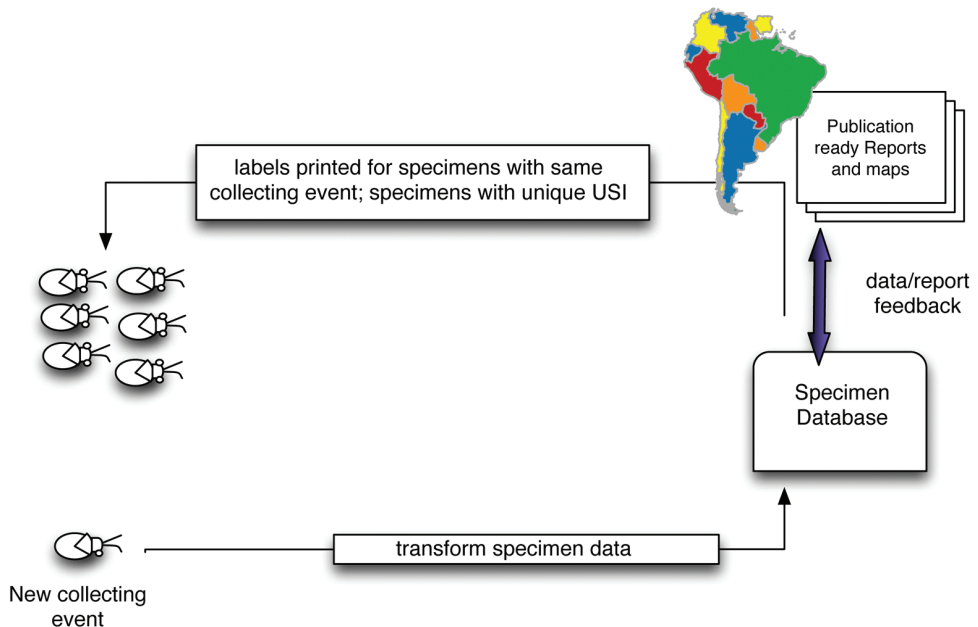 Publication
ready Reports
and maps
labels printed for specimens with same
collecting event; specimens with unique USI
data/report
feedback
Specimen
Database
transform specimen data
New collecting
event